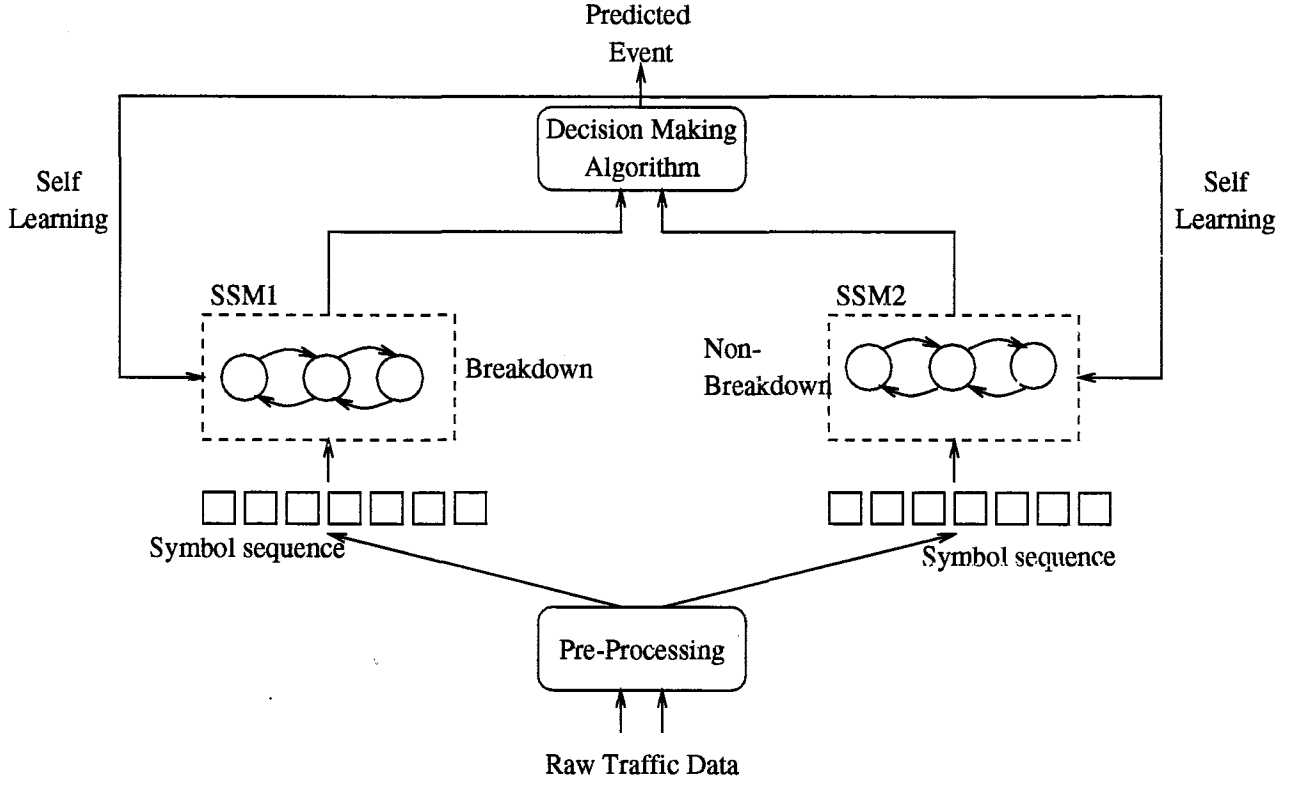 Predicted
Event
Decision Making
Algorithm
Self
Learning
Self
Learning
SSM1
SSM2
Breakdown
Non-
Breakdown
Symbol sequence
Symbol sequence
Pre-Processing
Raw Traffic Data